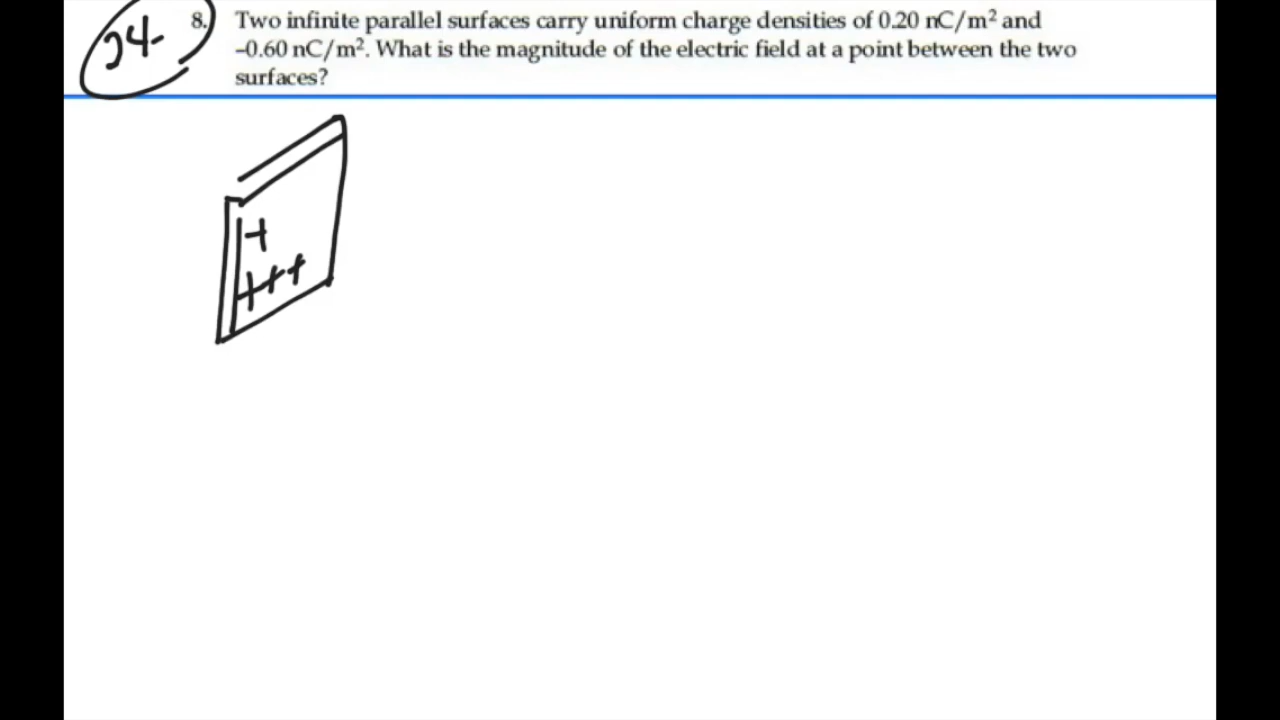 24-
8. Two infinite parallel surfaces carry uniform charge densities of 0.20 nC/m² and
–0.60 nC/m². What is the magnitude of the electric field at a point between the two
surfaces?
+
+++